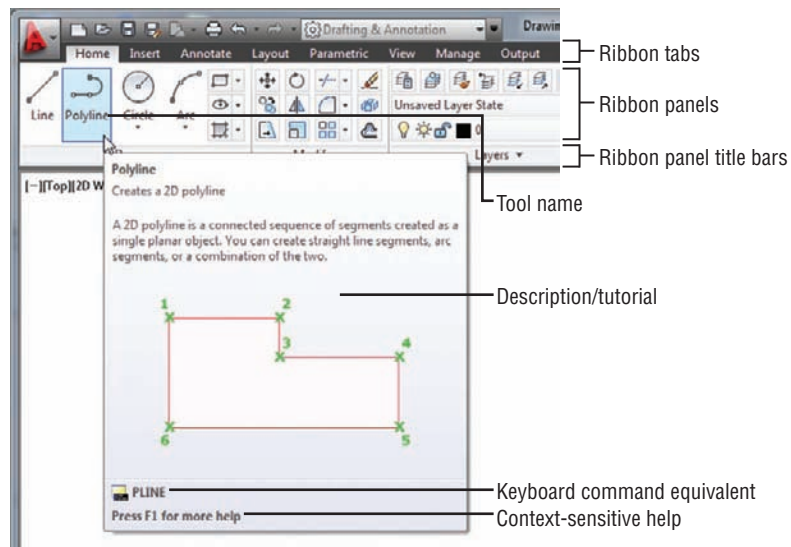 Drafting & Annotation
Home Insert Annotate Layout Parametric View Manage Output
Ribbon tabs
Line Polyline Circle Arc
Unsaved Layer State
0
Ribbon panels
Layers
Ribbon panel title bars
[–][Top][2D W
Tool name
Polyline
Creates a 2D polyline
A 2D polyline is a connected sequence of segments created as a
single planar object. You can create straight line segments, arc
segments, or a combination of the two.
Description/tutorial
1 2
3 4
6 5
PLINE
Keyboard command equivalent
Press F1 for more help
Context-sensitive help